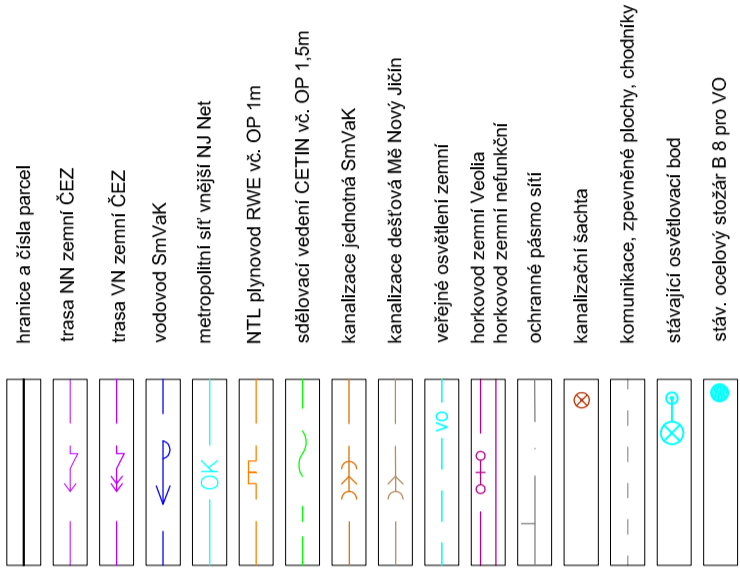 hranice a čísla parcel
trasa NN zemní ČEZ
trasa VN zemní ČEZ
vodovod SmVaK
OK
metropolitní síť vnější NJ Net
NTL plynovod RWE vč. OP 1m
sdělovací vedení CETIN vč. OP 1,5m
kanalizace jednotná SmVaK
kanalizace dešťová Mě Nový Jičín
VO
veřejné osvětlení zemní
horkovod zemní Veolia
horkovod zemní nefunkční
ochranné pásmo sítí
kanalizační šachta
komunikace, zpevněné plochy, chodníky
stávající osvětlovací bod
stáv. ocelový stožár B 8 pro VO